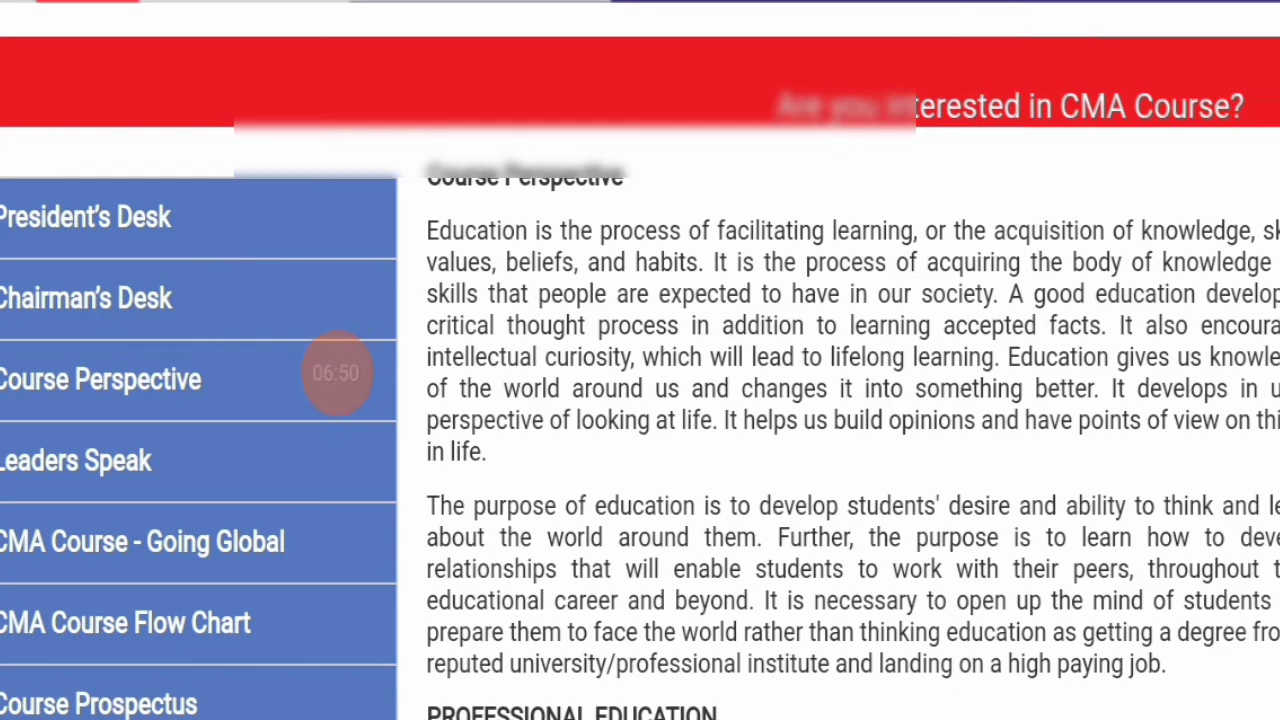 Are you interested in CMA Course?
Course Perspective
President's Desk
Chairman's Desk
Course Perspective
06:50
Leaders Speak
CMA Course - Going Global
CMA Course Flow Chart
Course Prospectus
Education is the process of facilitating learning, or the acquisition of knowledge, sk
values, beliefs, and habits. It is the process of acquiring the body of knowledge
skills that people are expected to have in our society. A good education develop
critical thought process in addition to learning accepted facts. It also encoura
intellectual curiosity, which will lead to lifelong learning. Education gives us knowle
of the world around us and changes it into something better. It develops in u
perspective of looking at life. It helps us build opinions and have points of view on thi
in life.
The purpose of education is to develop students' desire and ability to think and le
about the world around them. Further, the purpose is to learn how to deve
relationships that will enable students to work with their peers, throughout t
educational career and beyond. It is necessary to open up the mind of students
prepare them to face the world rather than thinking education as getting a degree fro
reputed university/professional institute and landing on a high paying job.
PROFESSIONAL EDUCATION